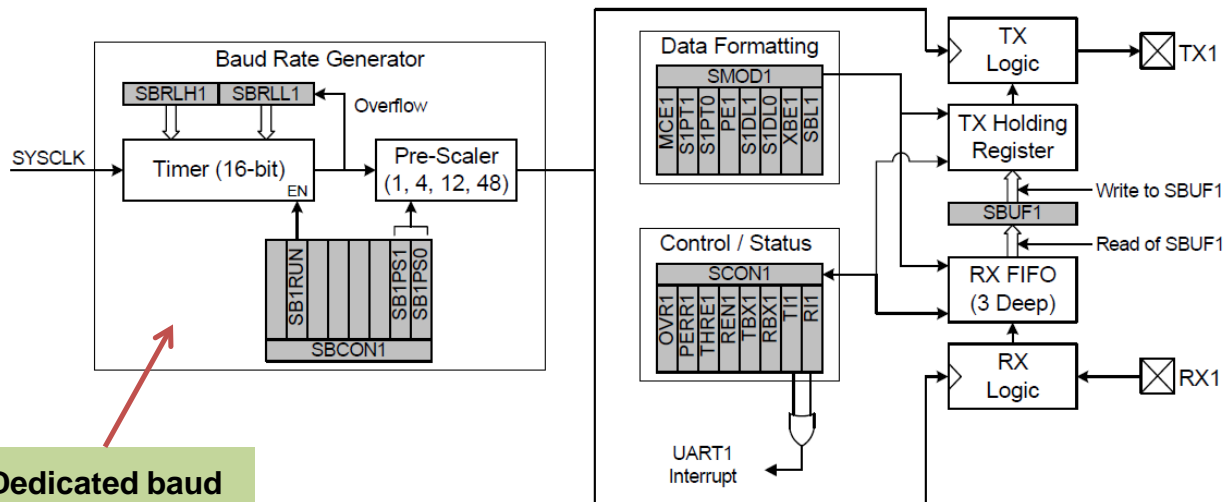 Baud Rate Generator
SBRLH1 SBRLL1
Overflow
SYSCLK
Timer (16-bit)
EN
Pre-Scaler
(1, 4, 12, 48)
SB1RUN
SB1PS1
SB1PS0
SBCON1
Dedicated baud
Data Formatting
SMOD1
MCE1
S1PT1
S1PT0
PE1
S1DL1
S1DL0
XBE1
SBL1
Control / Status
SCON1
OVR1
PERR1
THRE1
REN1
TBX1
RBX1
TI1
RI1
UART1
Interrupt
TX
Logic
TX1
TX Holding
Register
Write to SBUF1
SBUF1
Read of SBUF1
RX FIFO
(3 Deep)
RX
Logic
RX1